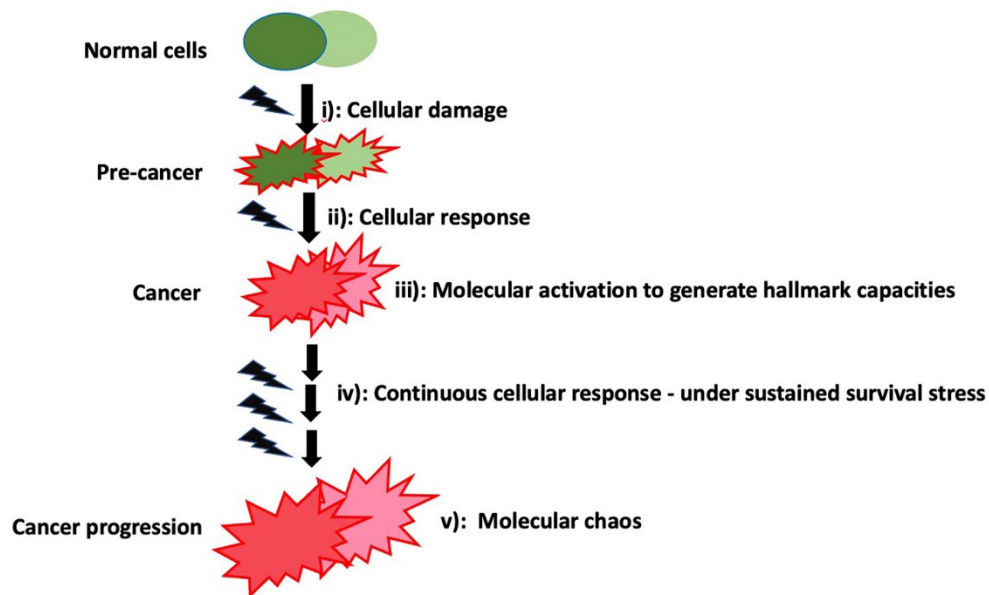 Normal cells
i): Cellular damage
Pre-cancer
ii): Cellular response
Cancer
iii): Molecular activation to generate hallmark capacities
iv): Continuous cellular response - under sustained survival stress
Cancer progression
v): Molecular chaos